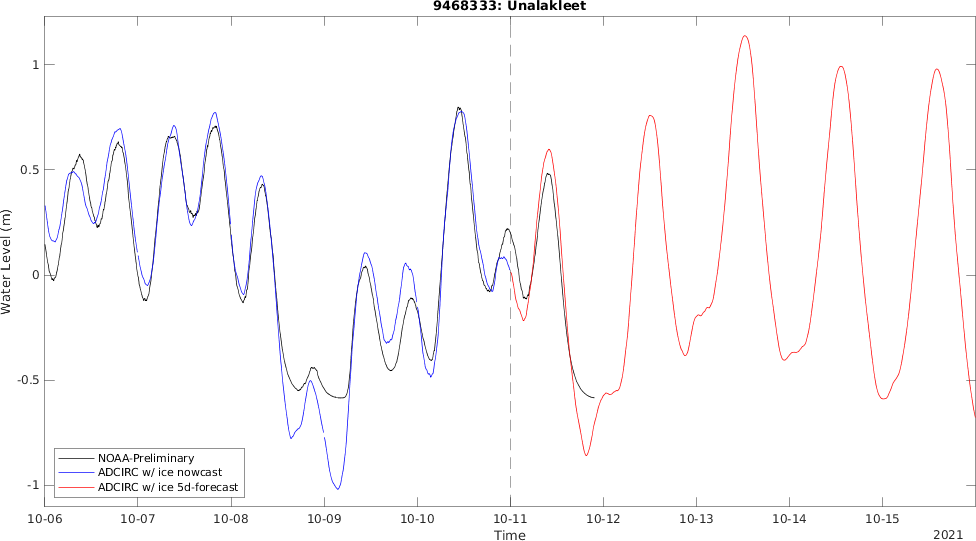 9468333: Unalakleet
Water Level (m)
1
0.5
0
-0.5
-1
NOAA-Preliminary
ADCIRC w/ ice nowcast
ADCIRC w/ ice 5d-forecast
10-06 10-07 10-08 10-09 10-10 10-11 10-12 10-13 10-14 10-15
Time
2021